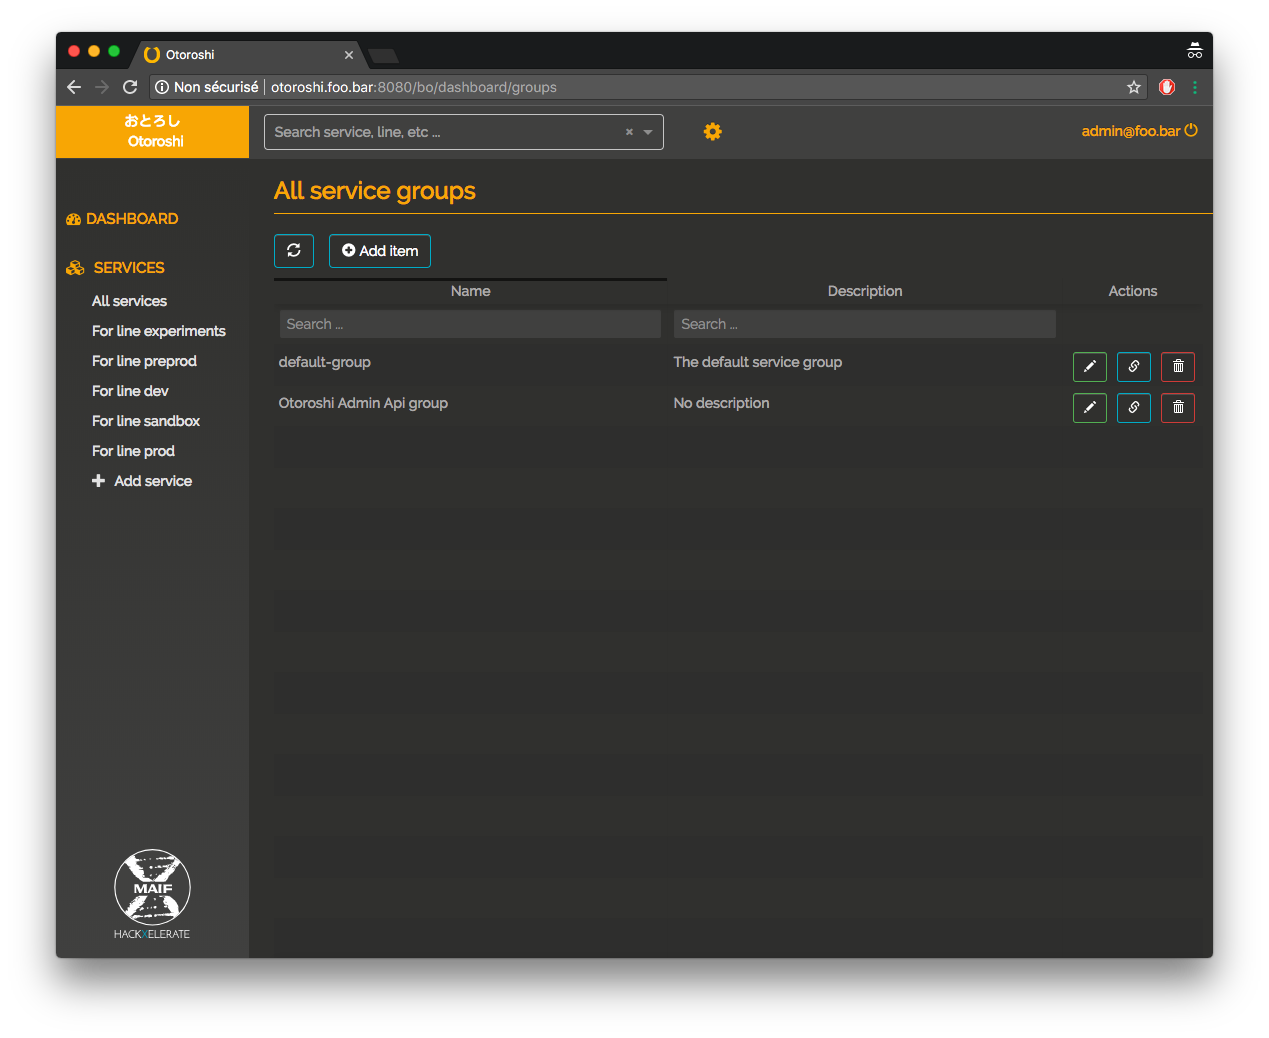 Otoroshi
Non sécurisé otoroshi.foo.bar:8080/bo/dashboard/groups
おとろし
Otoroshi
Search service, line, etc ...
admin@foo.bar
DASHBOARD
SERVICES
All services
For line experiments
For line preprod
For line dev
For line sandbox
For line prod
Add service
MAIF
HACKXELERATE
All service groups
Add item
Name Description Actions
Search ... Search ...
default-group The default service group
Otoroshi Admin Api group No description